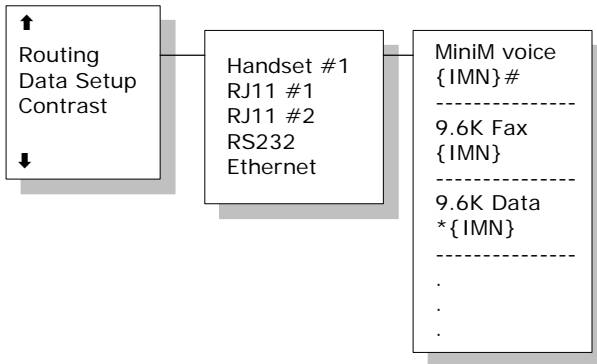 Routing
Data Setup
Contrast
Handset #1
RJ11 #1
RJ11 #2
RS232
Ethernet
MiniM voice
{IMN}#
---------------
9.6K Fax
{IMN}
---------------
9.6K Data
*{IMN}
---------------
.
.
.